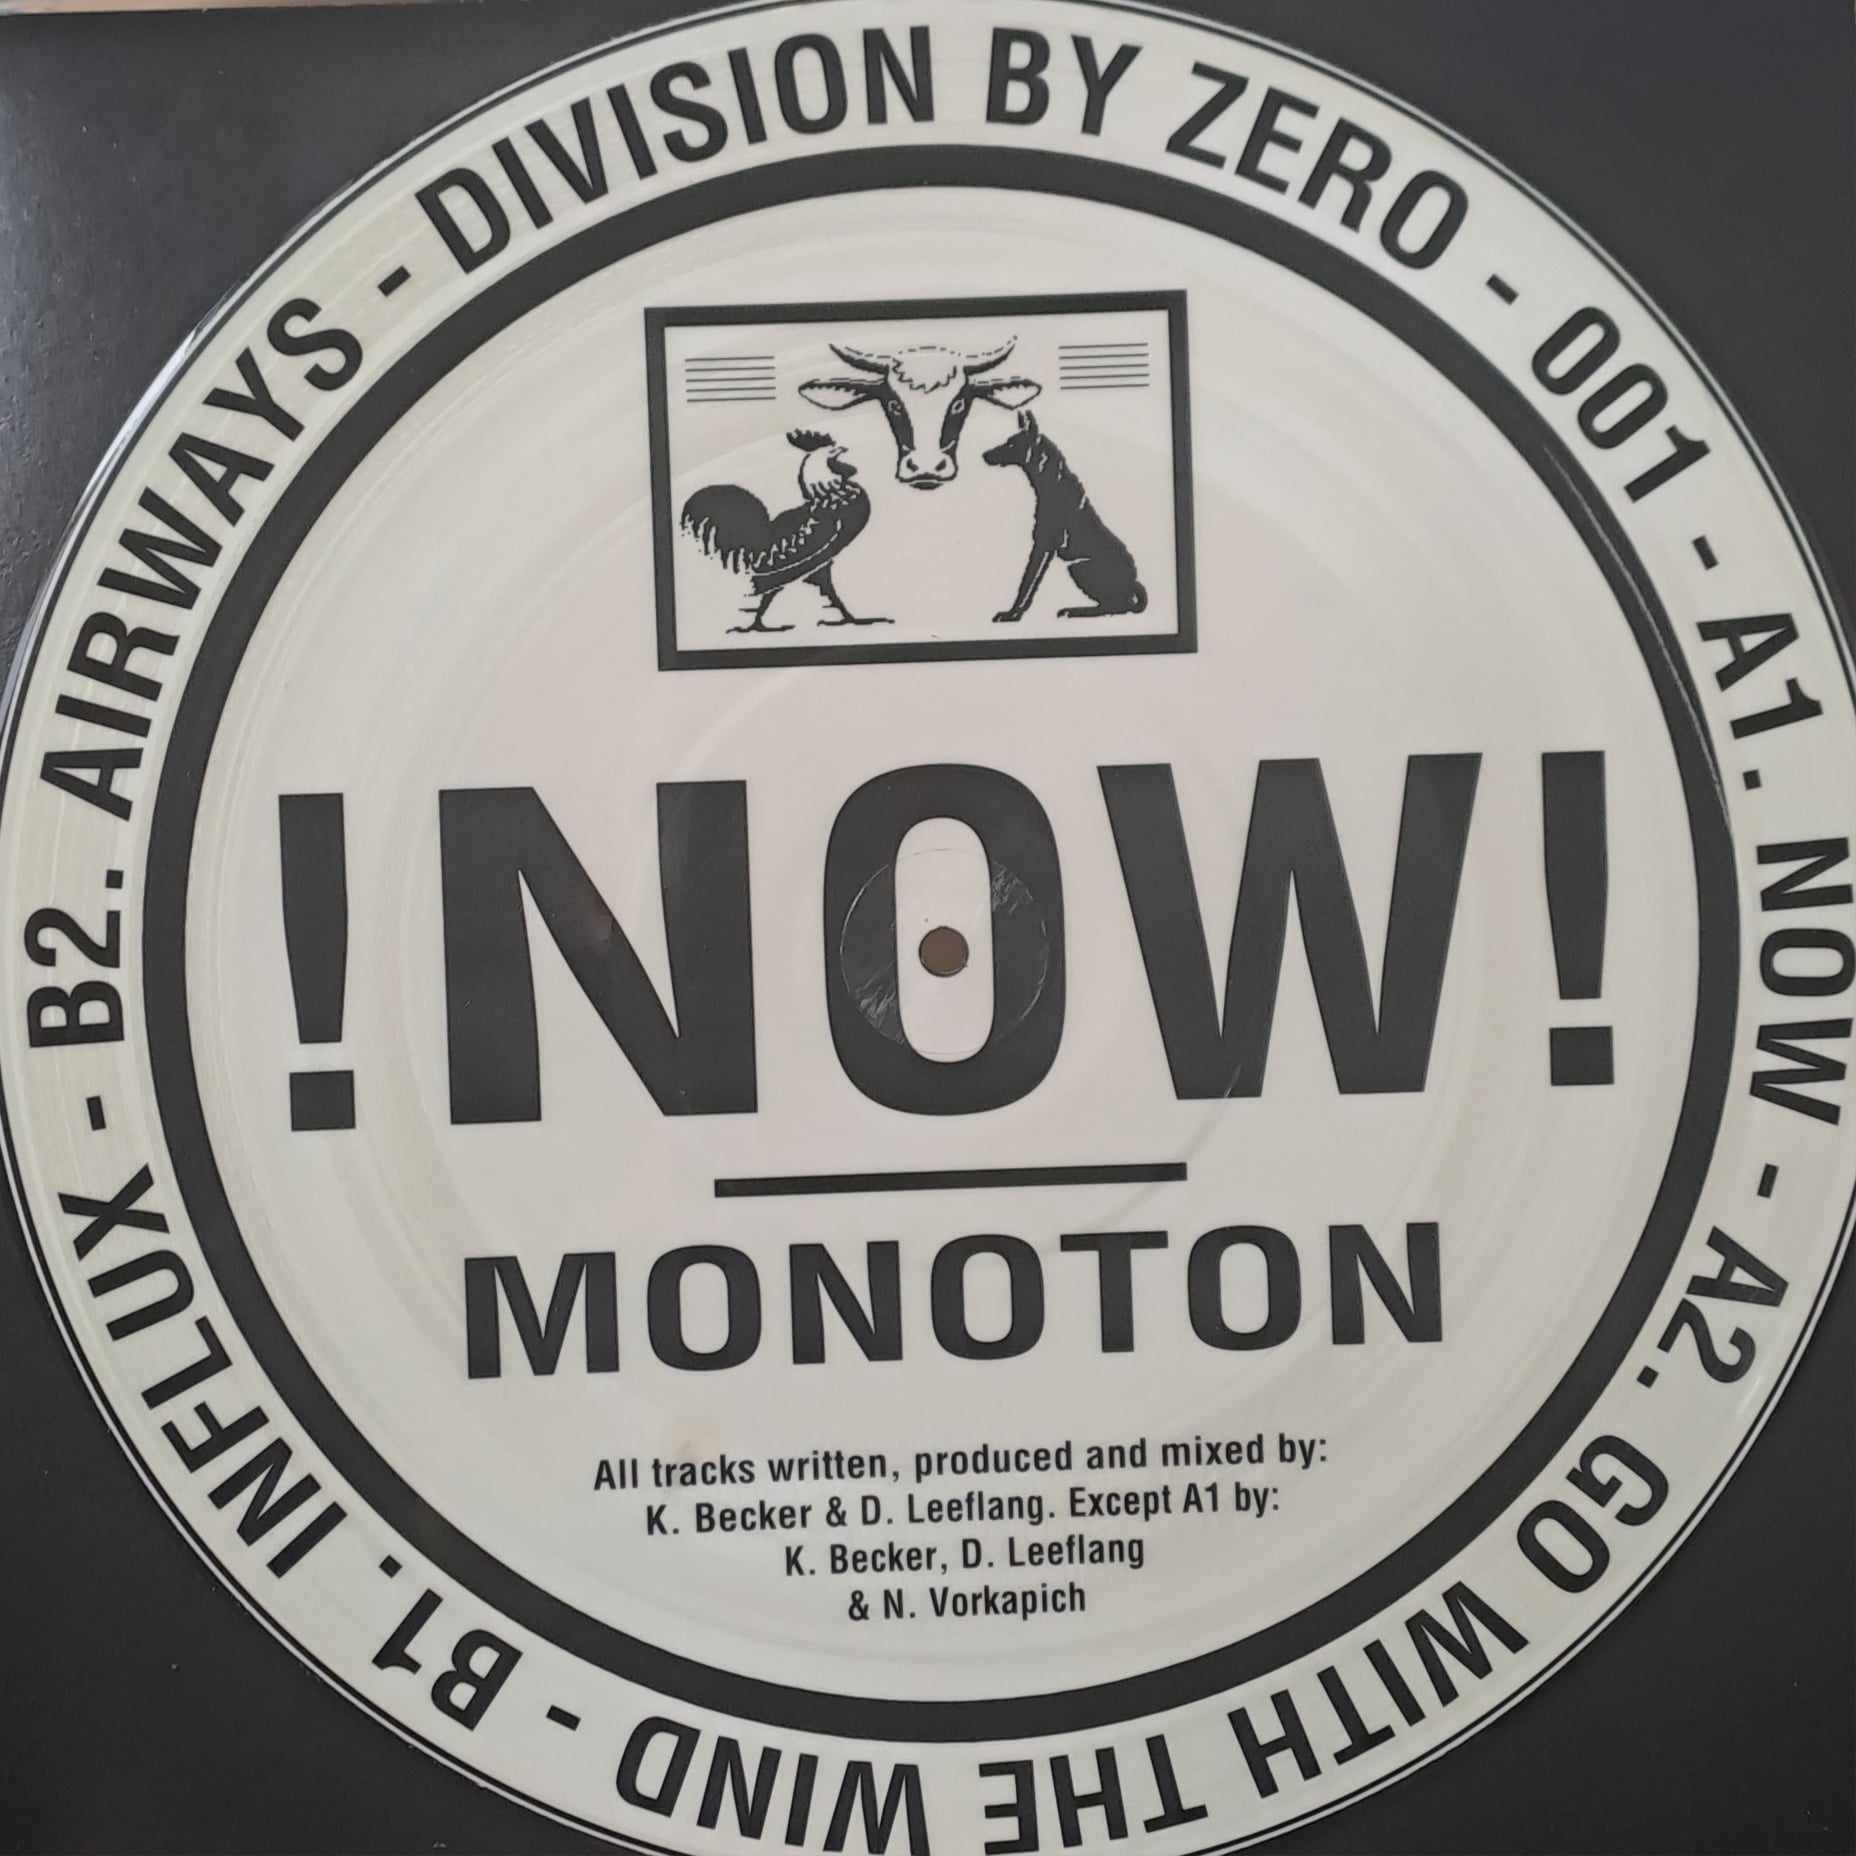 DIVISION BY ZERO - 001 - A1. NOW - A2. GO WITH THE WIND - B1. INFLUX - B2. AIRWAYS -
!NOW!
MONOTON
All tracks written, produced and mixed by:
K. Becker & D. Leeflang. Except A1 by:
K. Becker, D. Leeflang
& N. Vorkapich